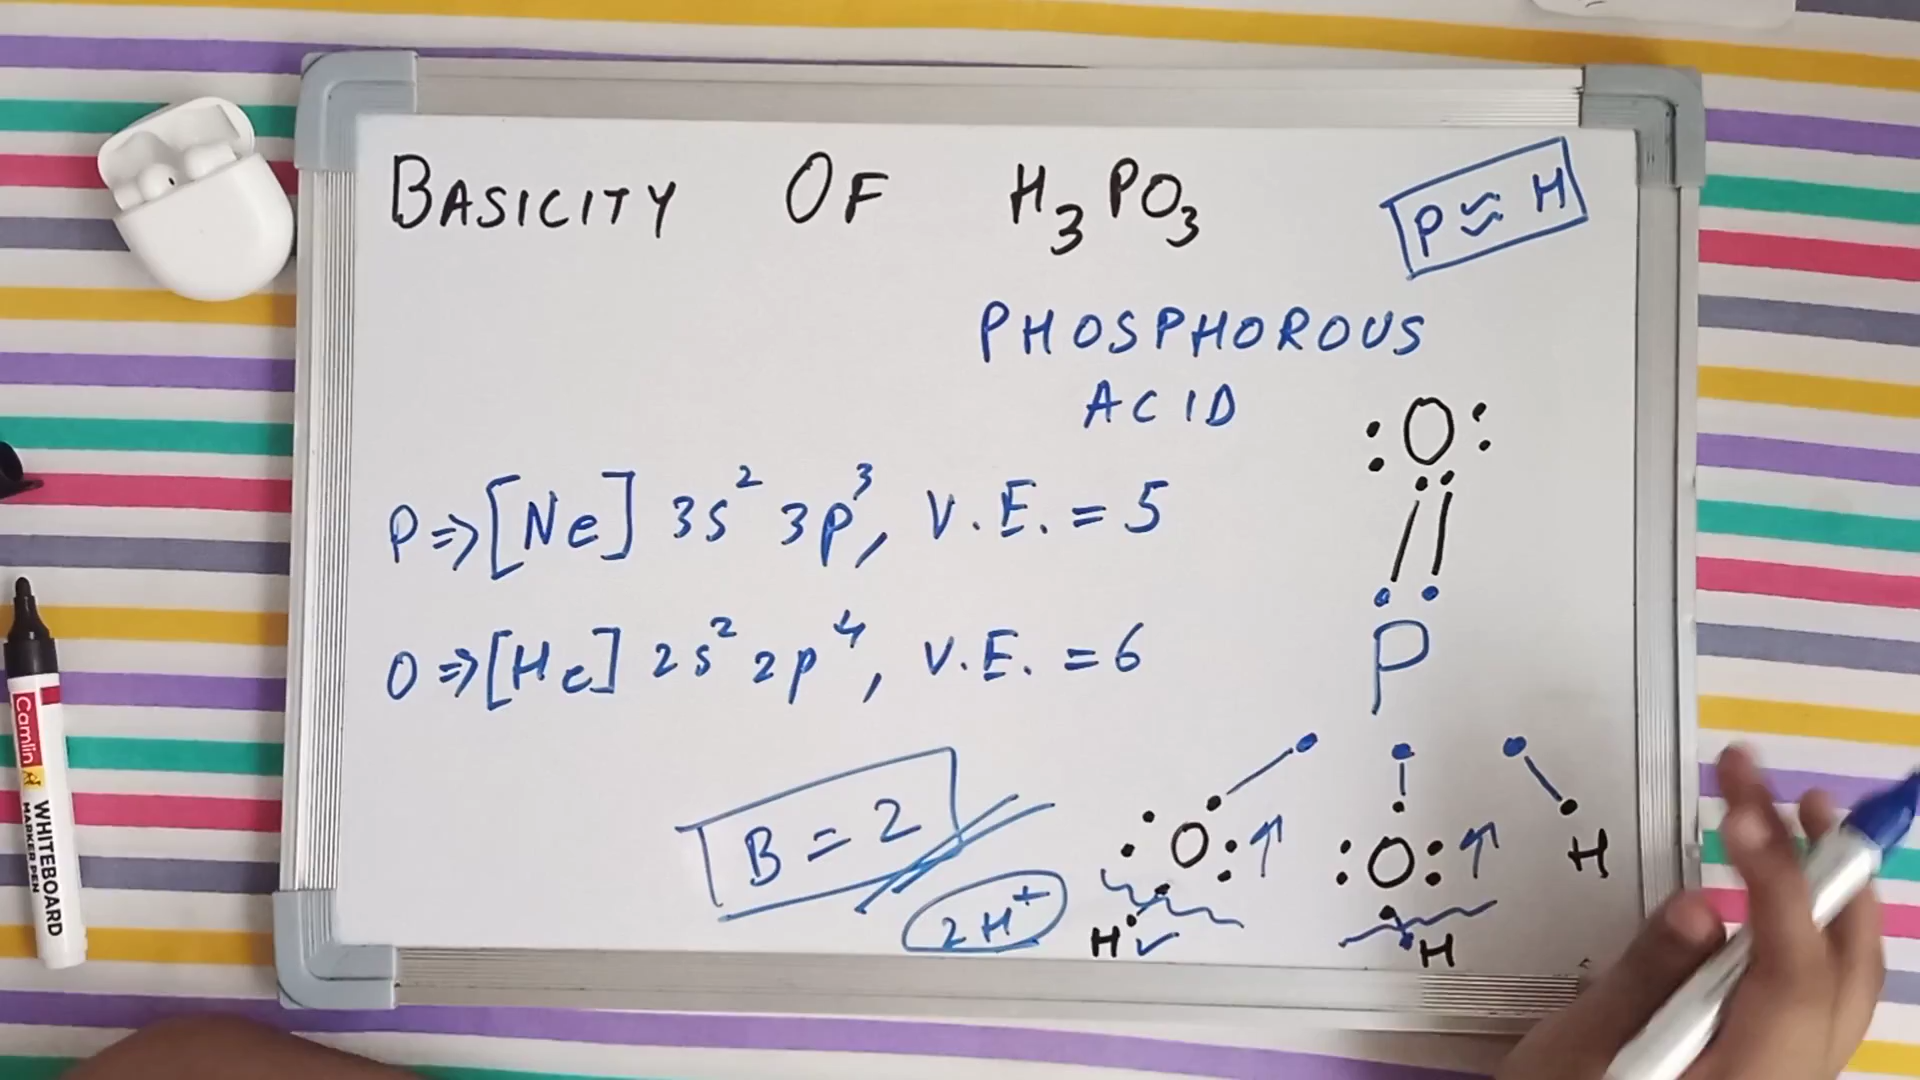 BASICITY OF H₃PO₃
P ≈ H
PHOSPHOROUS
ACID
:O:
P⇒[Ne] 3s² 3p³, V.E. = 5
O⇒[He] 2s² 2p⁴, V.E. = 6
P
B = 2
:O:↑ :O:↑ H
2H⁺
H✓ H
Camlin
WHITEBOARD
MARKER PEN